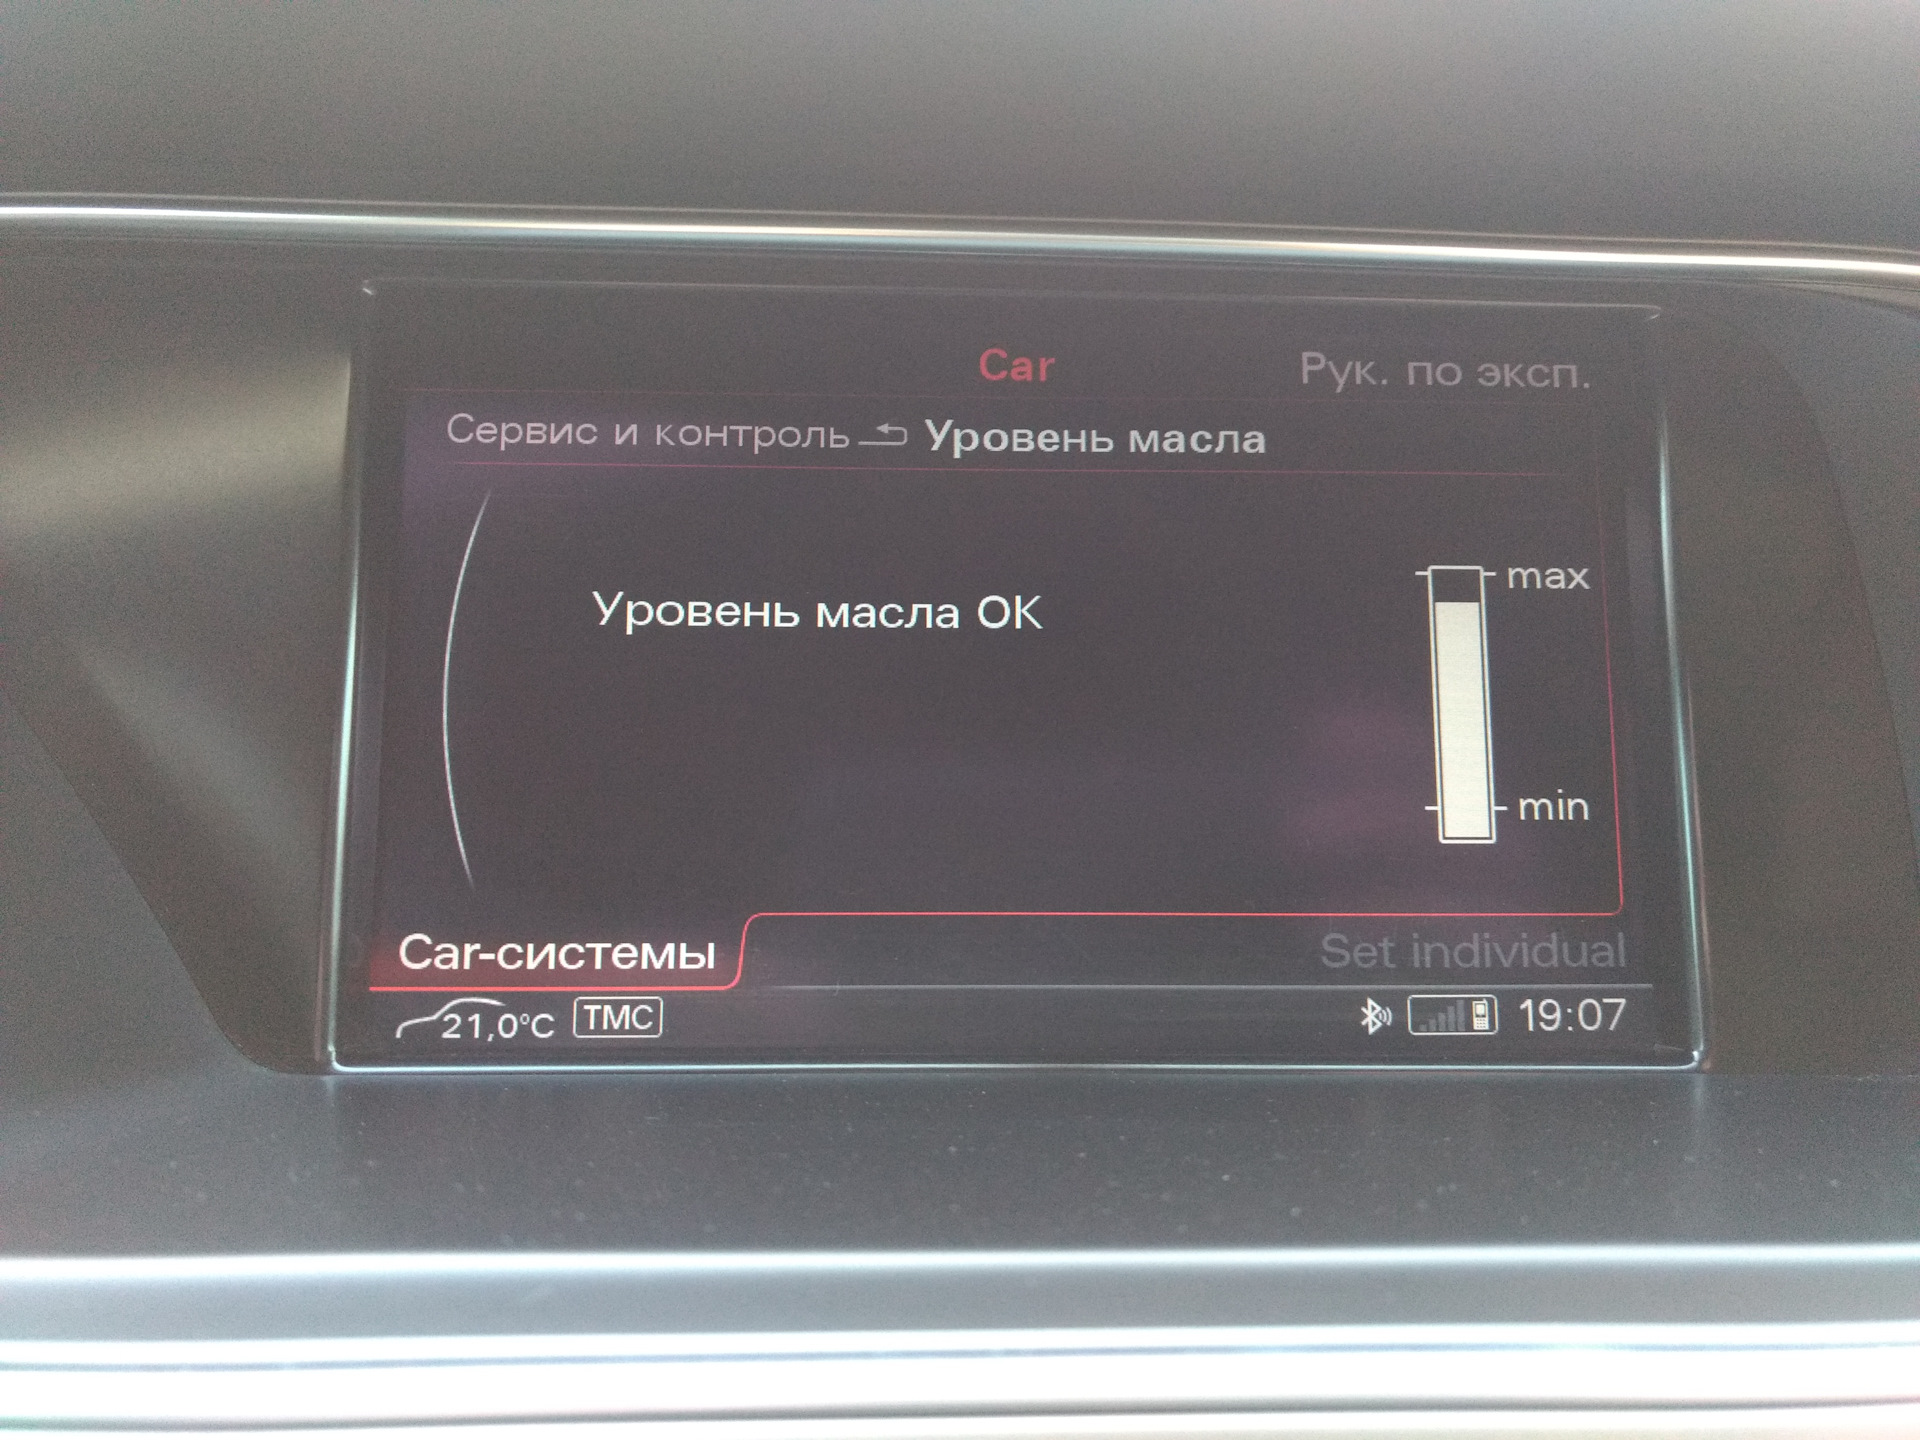 Car Рук. по эксп.
Сервис и контроль Уровень масла
max
Уровень масла OK
min
Car-системы Set individual
21,0°C TMC 19:07